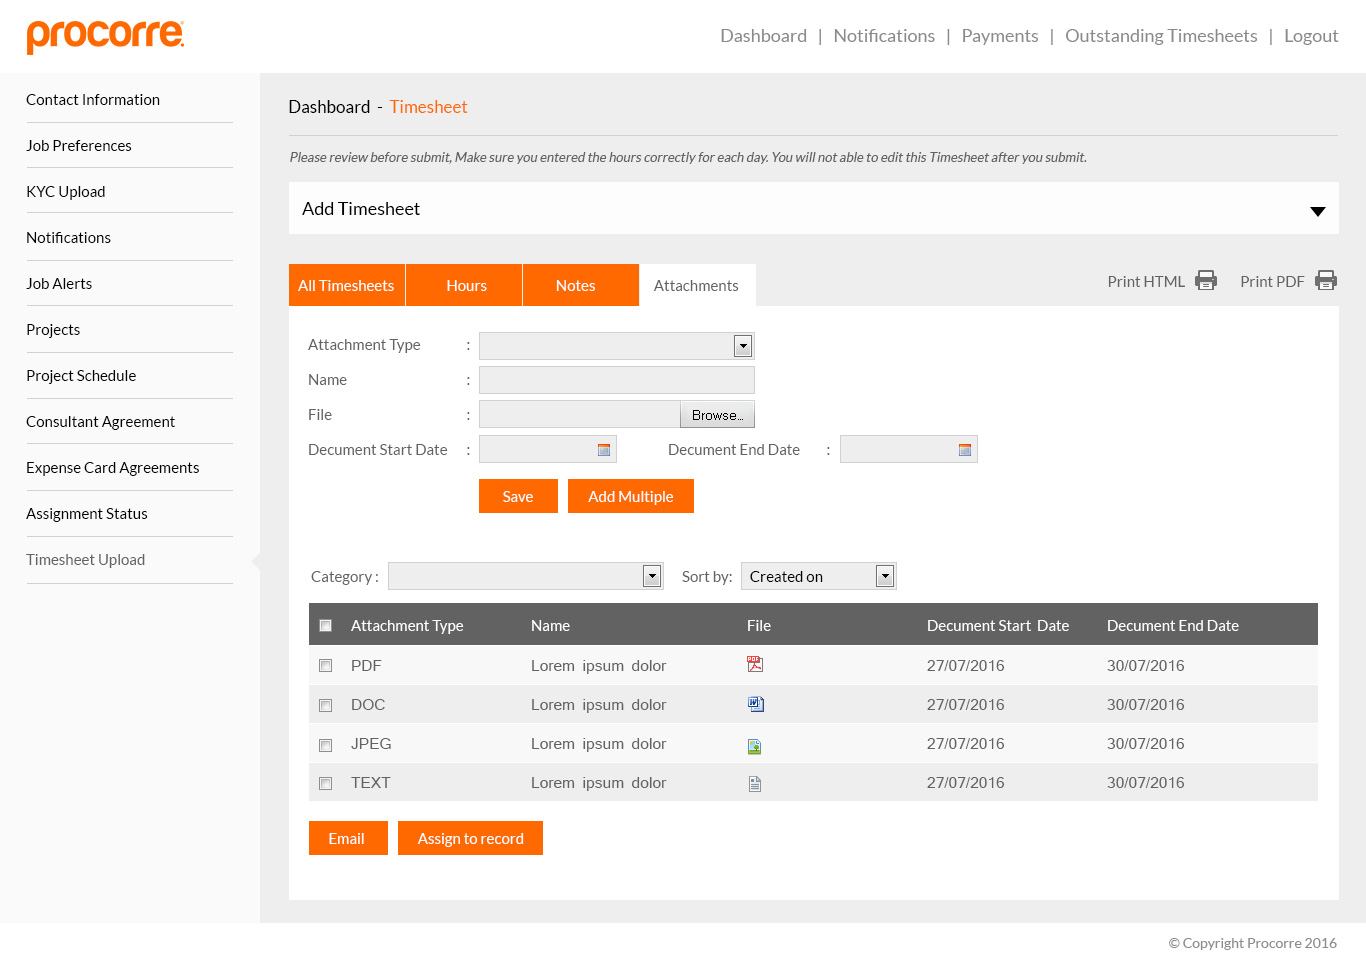 procorre
Dashboard | Notifications | Payments | Outstanding Timesheets | Logout
Contact Information
Job Preferences
KYC Upload
Notifications
Job Alerts
Projects
Project Schedule
Consultant Agreement
Expense Card Agreements
Assignment Status
Timesheet Upload
Dashboard - Timesheet
Please review before submit, Make sure you entered the hours correctly for each day. You will not able to edit this Timesheet after you submit.
Add Timesheet
All Timesheets Hours Notes Attachments Print HTML Print PDF
Attachment Type :
Name :
File : Browse...
Document Start Date : Document End Date :
Save Add Multiple
Category : Sort by: Created on
Attachment Type Name File Document Start Date Document End Date
PDF Lorem ipsum dolor 27/07/2016 30/07/2016
DOC Lorem ipsum dolor 27/07/2016 30/07/2016
JPEG Lorem ipsum dolor 27/07/2016 30/07/2016
TEXT Lorem ipsum dolor 27/07/2016 30/07/2016
Email Assign to record
© Copyright Procorre 2016